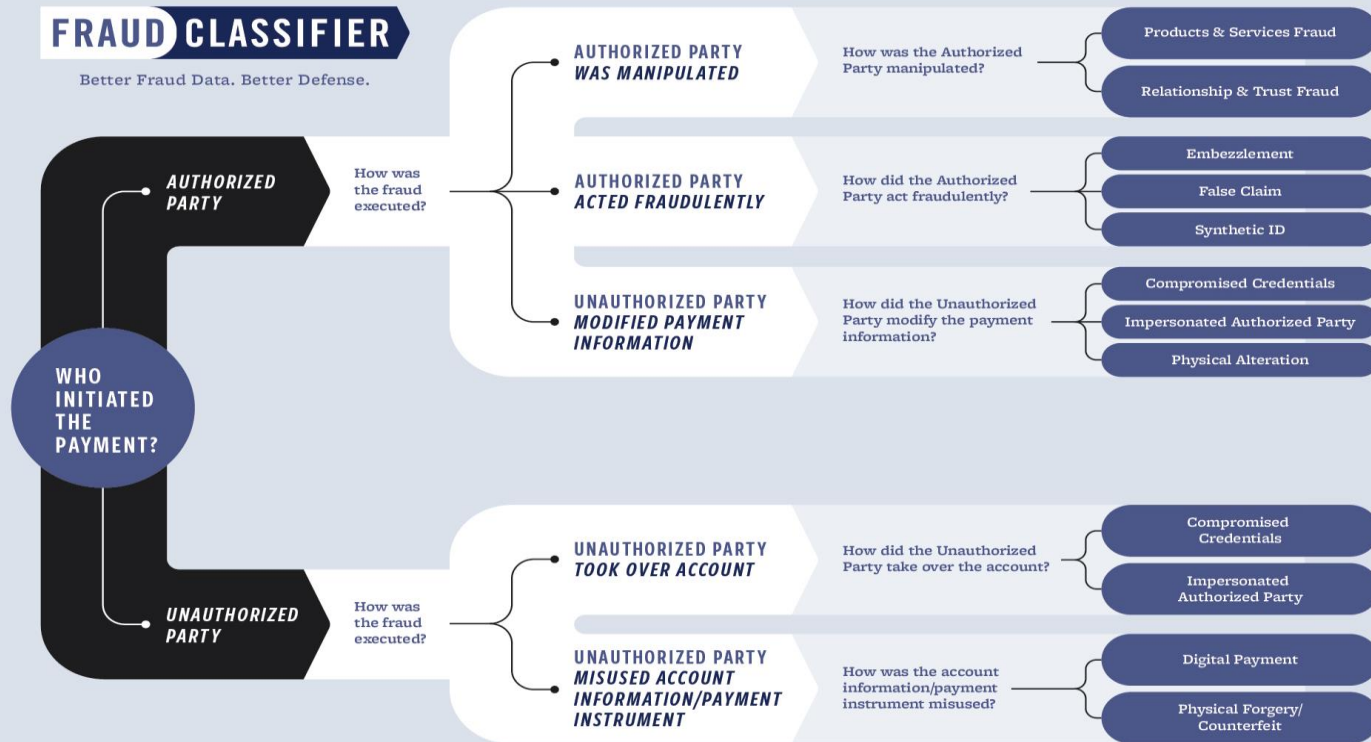 FRAUD CLASSIFIER
Better Fraud Data. Better Defense.
WHO
INITIATED
THE
PAYMENT?
AUTHORIZED
PARTY
How was
the fraud
executed?
AUTHORIZED PARTY
WAS MANIPULATED
How was the Authorized
Party manipulated?
Products & Services Fraud
Relationship & Trust Fraud
AUTHORIZED PARTY
ACTED FRAUDULENTLY
How did the Authorized
Party act fraudulently?
Embezzlement
False Claim
Synthetic ID
UNAUTHORIZED PARTY
MODIFIED PAYMENT
INFORMATION
How did the Unauthorized
Party modify the payment
information?
Compromised Credentials
Impersonated Authorized Party
Physical Alteration
UNAUTHORIZED
PARTY
How was
the fraud
executed?
UNAUTHORIZED PARTY
TOOK OVER ACCOUNT
How did the Unauthorized
Party take over the account?
Compromised
Credentials
Impersonated
Authorized Party
UNAUTHORIZED PARTY
MISUSED ACCOUNT
INFORMATION/PAYMENT
INSTRUMENT
How was the account
information/payment
instrument misused?
Digital Payment
Physical Forgery/
Counterfeit